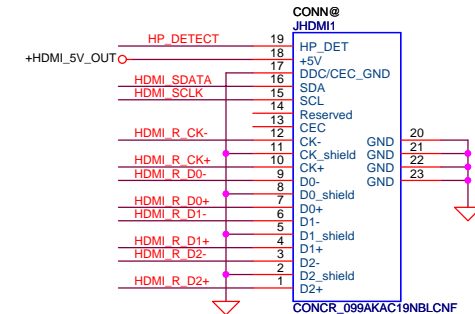 CONN@
JHDMI1
HP_DETECT 19 HP_DET
+HDMI_5V_OUT 18 +5V
17 DDC/CEC_GND
HDMI_SDATA 16 SDA
HDMI_SCLK 15 SCL
14 Reserved
13 CEC
HDMI_R_CK- 12 CK- GND 20
11 CK_shield GND 21
HDMI_R_CK+ 10 CK+ GND 22
HDMI_R_D0- 9 D0- GND 23
8 D0_shield
HDMI_R_D0+ 7 D0+
HDMI_R_D1- 6 D1-
5 D1_shield
HDMI_R_D1+ 4 D1+
HDMI_R_D2- 3 D2-
2 D2_shield
HDMI_R_D2+ 1 D2+
CONCR_099AKAC19NBLCNF